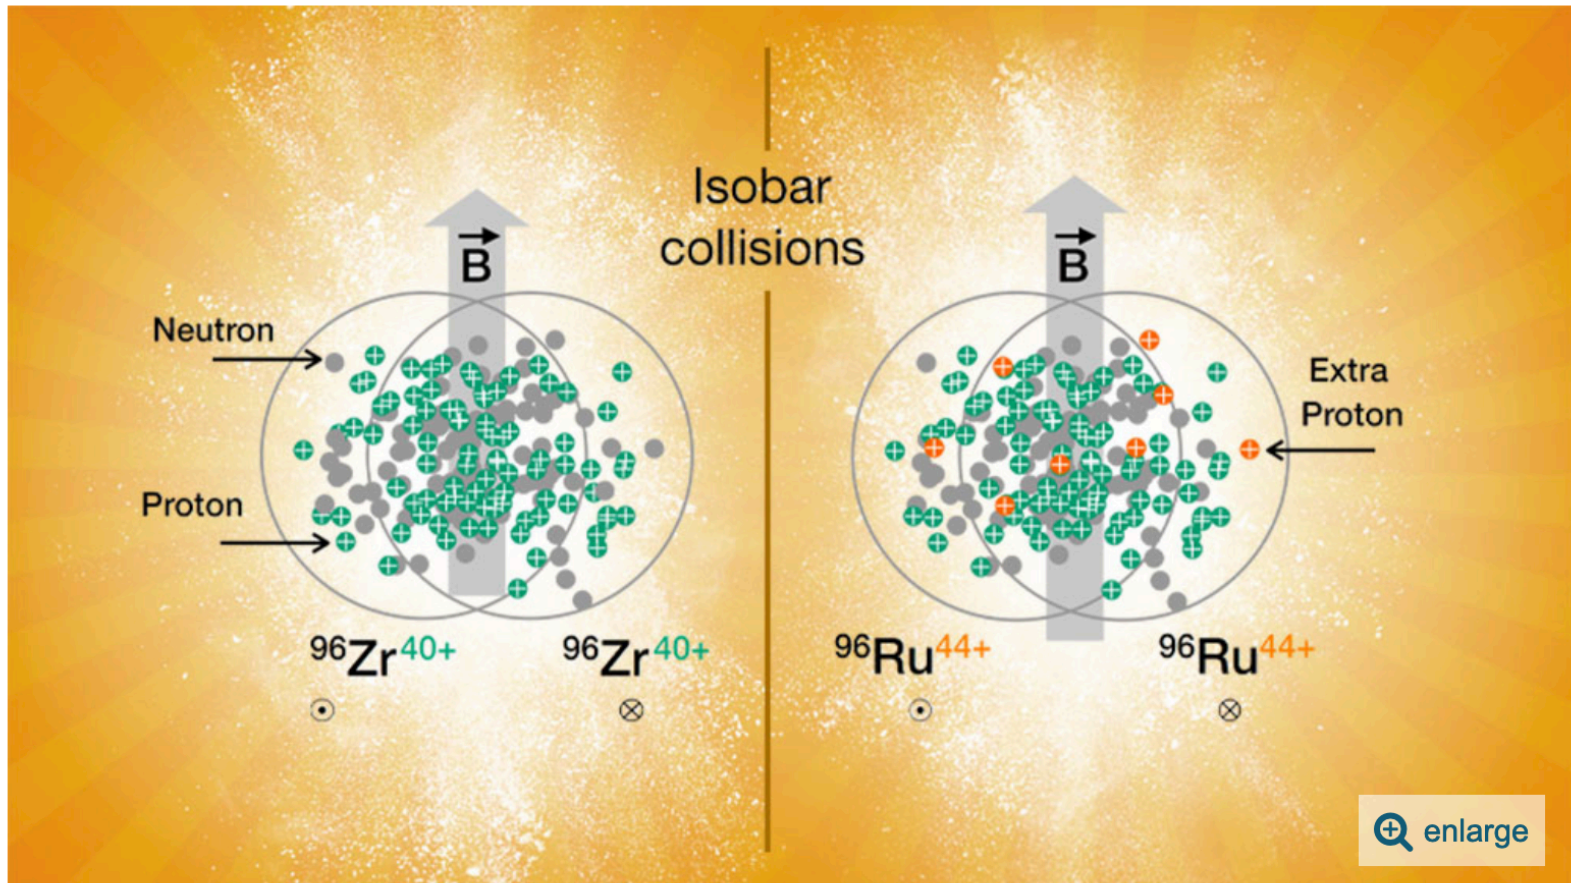 Isobar
collisions
B
B
Neutron
Proton
Extra
Proton
96Zr40+
96Zr40+
96Ru44+
96Ru44+
enlarge